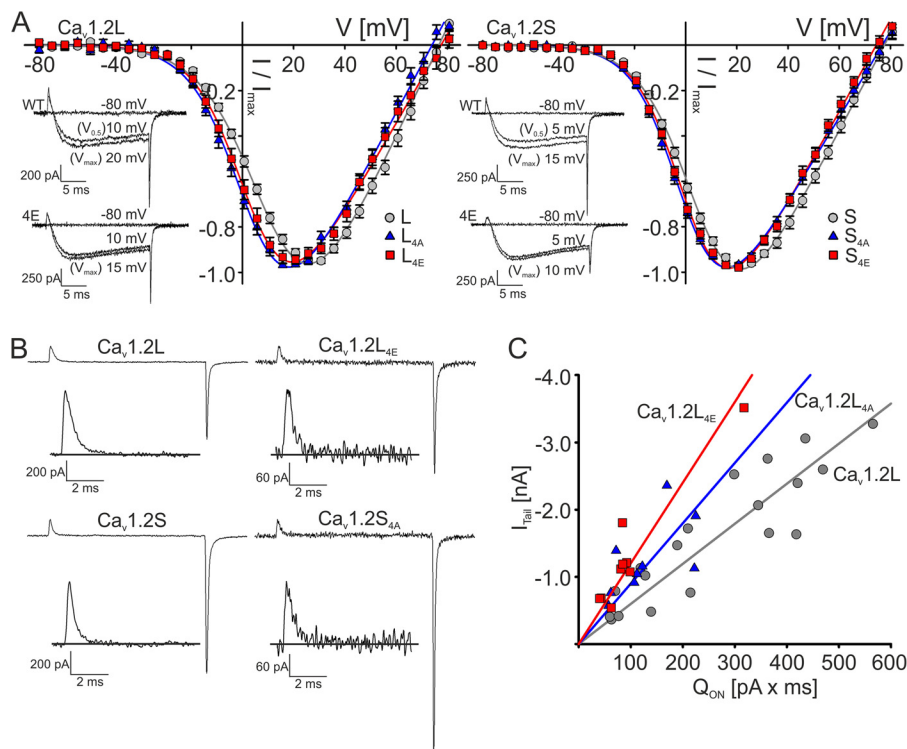 A
Cav1.2L
V [mV]
-80
-40
20
40
60
80
0.2
I / Imax
-0.8
-1.0
WT
-80 mV
(V0.5) 10 mV
(Vmax) 20 mV
200 pA
5 ms
4E
-80 mV
10 mV
(Vmax) 15 mV
250 pA
5 ms
L
L4A
L4E
Cav1.2S
V [mV]
-80
-40
20
40
60
80
0.2
I / Imax
-0.8
-1.0
WT
-80 mV
(V0.5) 5 mV
(Vmax) 15 mV
200 pA
5 ms
4E
-80 mV
5 mV
(Vmax) 10 mV
250 pA
5 ms
S
S4A
S4E
B
Cav1.2L
200 pA
2 ms
Cav1.2L4E
60 pA
2 ms
Cav1.2S
200 pA
2 ms
Cav1.2S4A
60 pA
2 ms
C
-4.0
-3.0
-2.0
-1.0
ITail [nA]
Cav1.2L4E
Cav1.2L4A
Cav1.2L
100
200
300
400
500
600
QON [pA x ms]